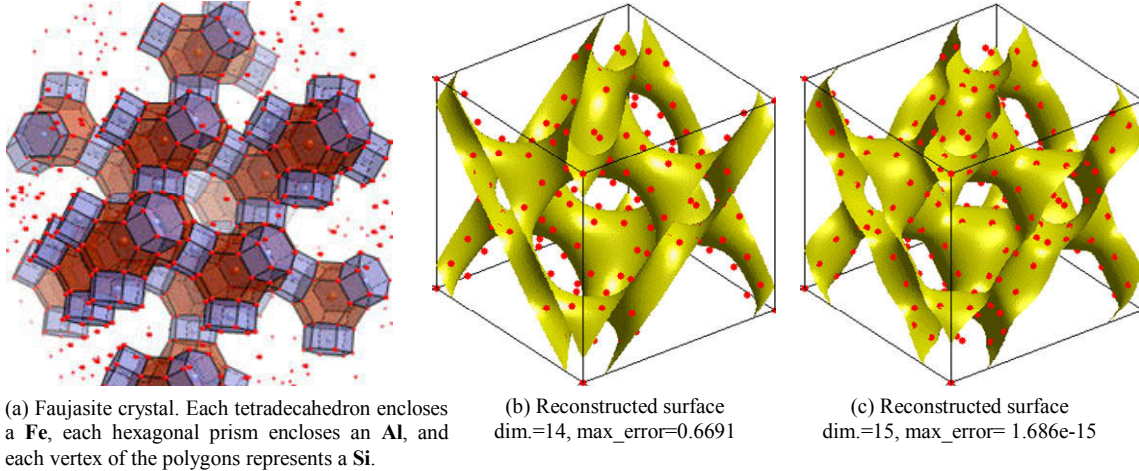 (a) Faujasite crystal. Each tetradecahedron encloses
a Fe, each hexagonal prism encloses an Al, and
each vertex of the polygons represents a Si.
(b) Reconstructed surface
dim.=14, max_error=0.6691
(c) Reconstructed surface
dim.=15, max_error= 1.686e-15